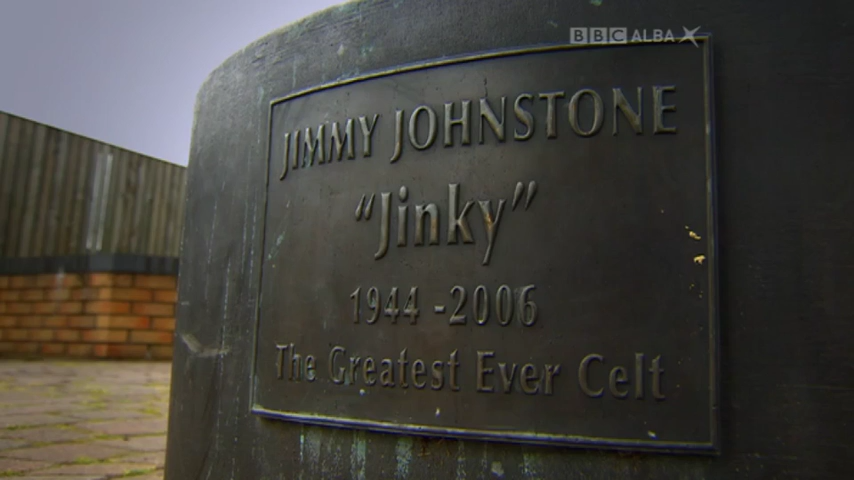 BBC ALBA
JIMMY JOHNSTONE
"Jinky"
1944 -2006
The Greatest Ever Celt